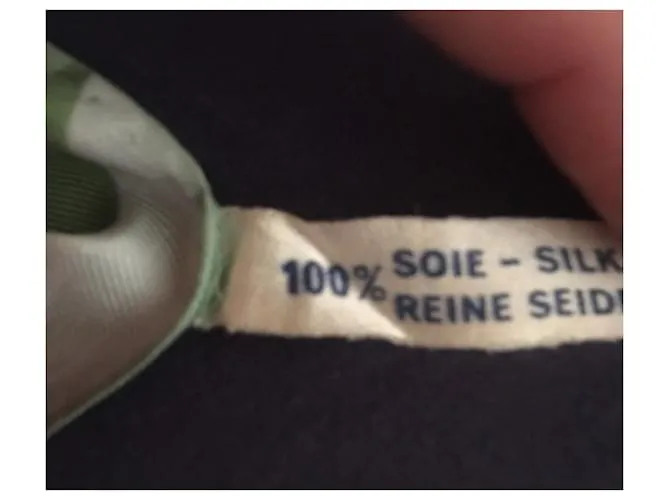 100% SOIE - SILK
REINE SEID